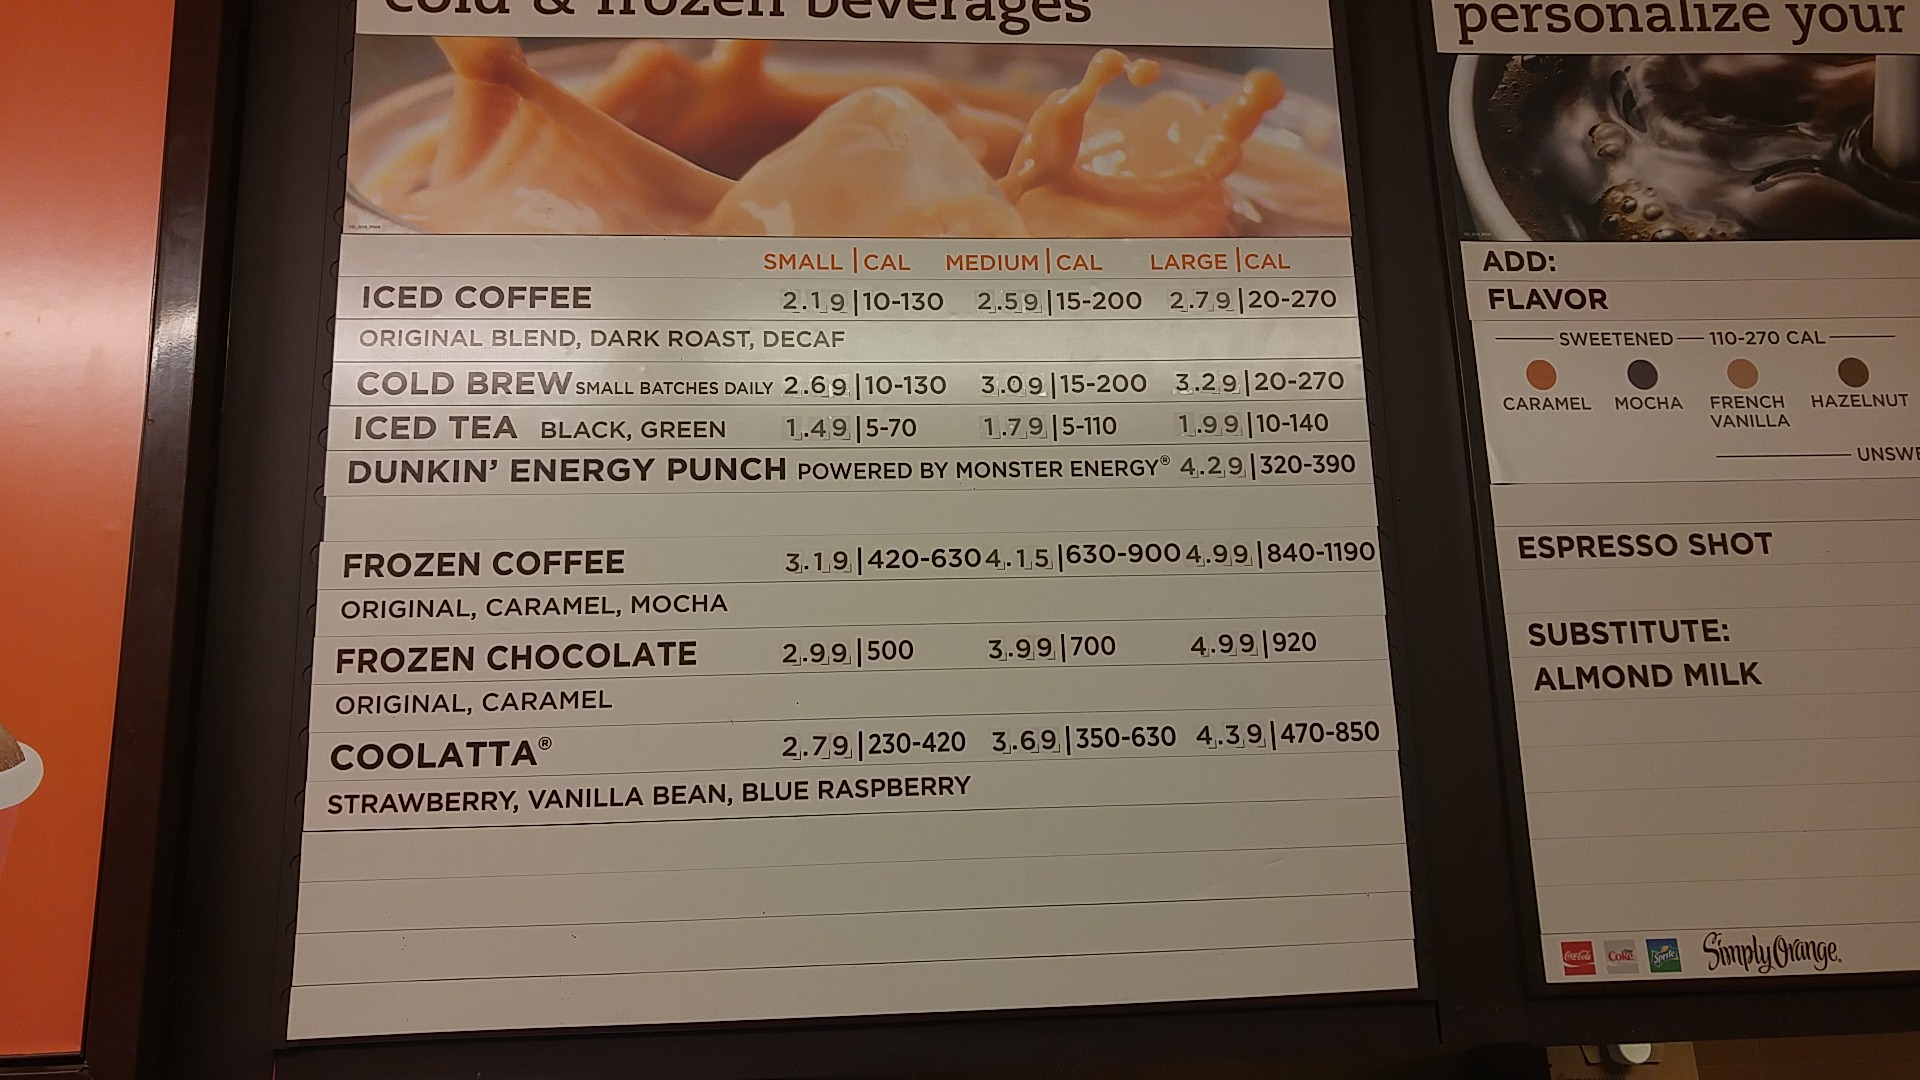 cold & frozen beverages
SMALL | CAL MEDIUM | CAL LARGE | CAL
ICED COFFEE 2.19 | 10-130 2.59 | 15-200 2.79 | 20-270
ORIGINAL BLEND, DARK ROAST, DECAF
COLD BREW SMALL BATCHES DAILY 2.69 | 10-130 3.09 | 15-200 3.29 | 20-270
ICED TEA BLACK, GREEN 1.49 | 5-70 1.79 | 5-110 1.99 | 10-140
DUNKIN' ENERGY PUNCH POWERED BY MONSTER ENERGY® 4.29 | 320-390
FROZEN COFFEE 3.19 | 420-630 4.15 | 630-900 4.99 | 840-1190
ORIGINAL, CARAMEL, MOCHA
FROZEN CHOCOLATE 2.99 | 500 3.99 | 700 4.99 | 920
ORIGINAL, CARAMEL
COOLATTA® 2.79 | 230-420 3.69 | 350-630 4.39 | 470-850
STRAWBERRY, VANILLA BEAN, BLUE RASPBERRY
personalize your
ADD:
FLAVOR
SWEETENED 110-270 CAL
CARAMEL MOCHA FRENCH VANILLA HAZELNUT
UNSWE
ESPRESSO SHOT
SUBSTITUTE:
ALMOND MILK
Coca-Cola Coke Sprite Simply Orange